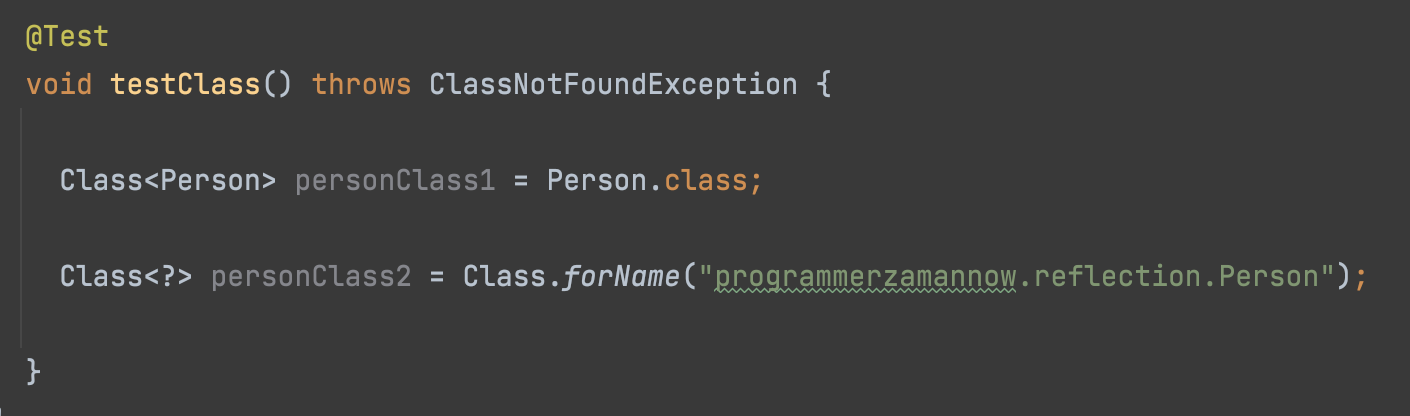 @Test
void testClass() throws ClassNotFoundException {
Class<Person> personClass1 = Person.class;
Class<?> personClass2 = Class.forName("programmerzamannow.reflection.Person");
}